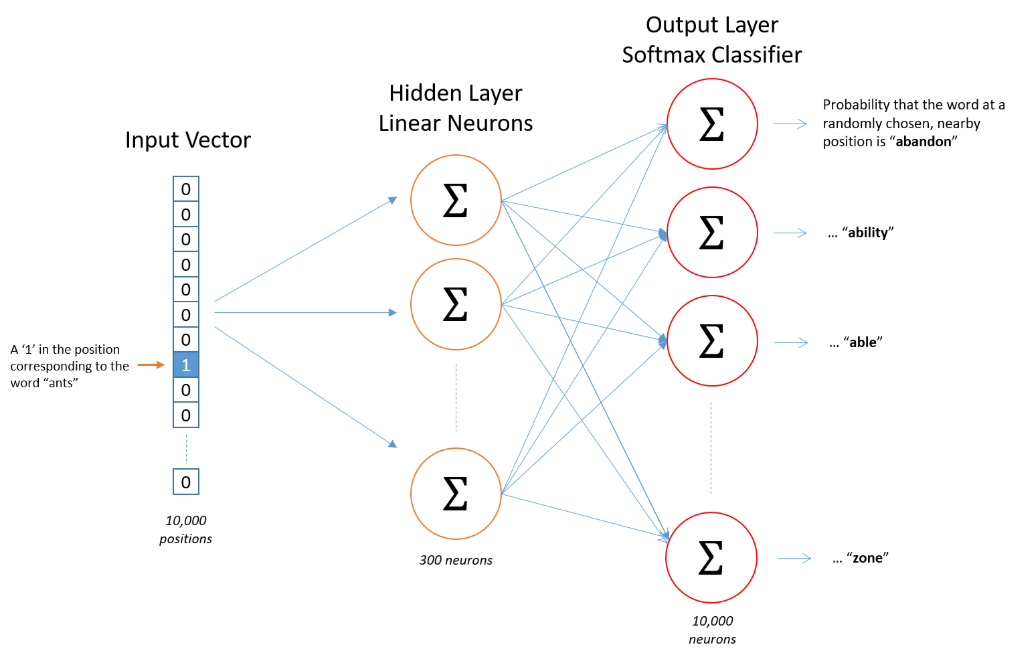 Output Layer
Softmax Classifier
Hidden Layer
Linear Neurons
Input Vector
0
0
0
0
0
0
0
1
0
0
0
A ‘1’ in the position
corresponding to the
word “ants”
10,000
positions
Σ
Σ
Σ
300 neurons
Σ
Σ
Σ
Σ
10,000
neurons
Probability that the word at a
randomly chosen, nearby
position is “abandon”
... “ability”
... “able”
... “zone”